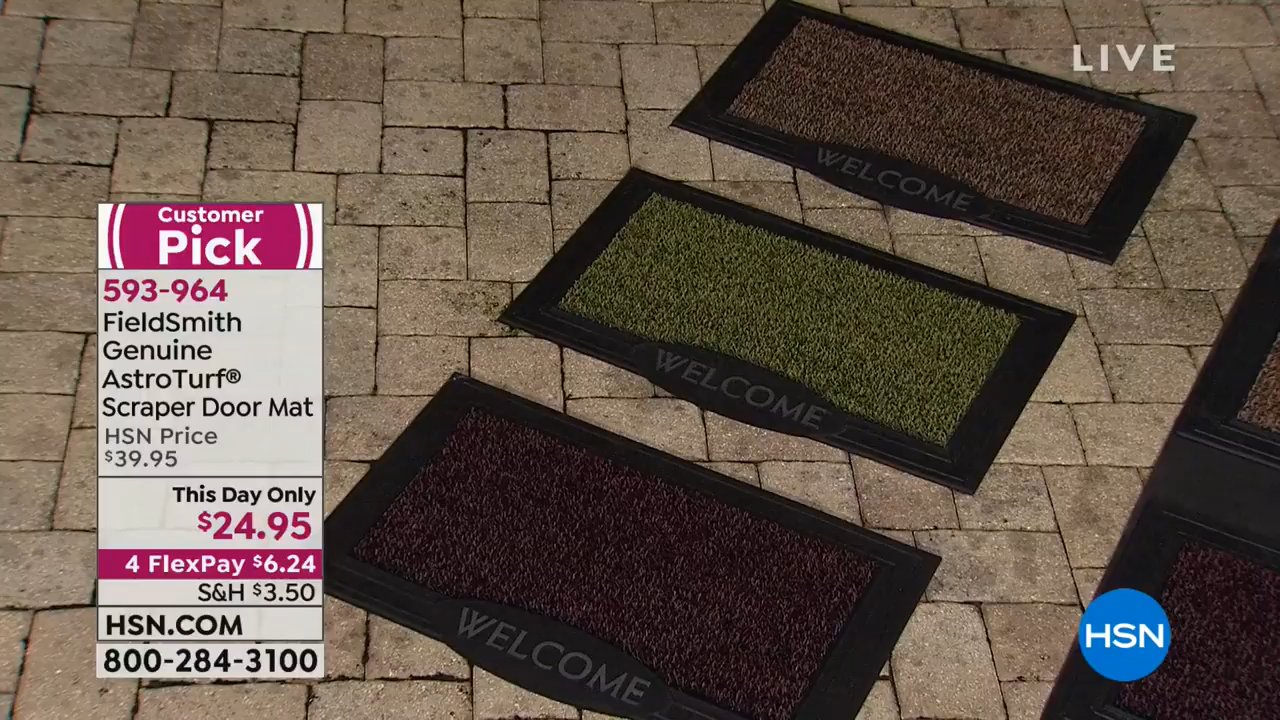 LIVE
Customer
Pick
593-964
FieldSmith
Genuine
AstroTurf®
Scraper Door Mat
HSN Price
$39.95
This Day Only
$24.95
4 FlexPay $6.24
S&H $3.50
HSN.COM
800-284-3100
WELCOME
WELCOME
WELCOME
HSN